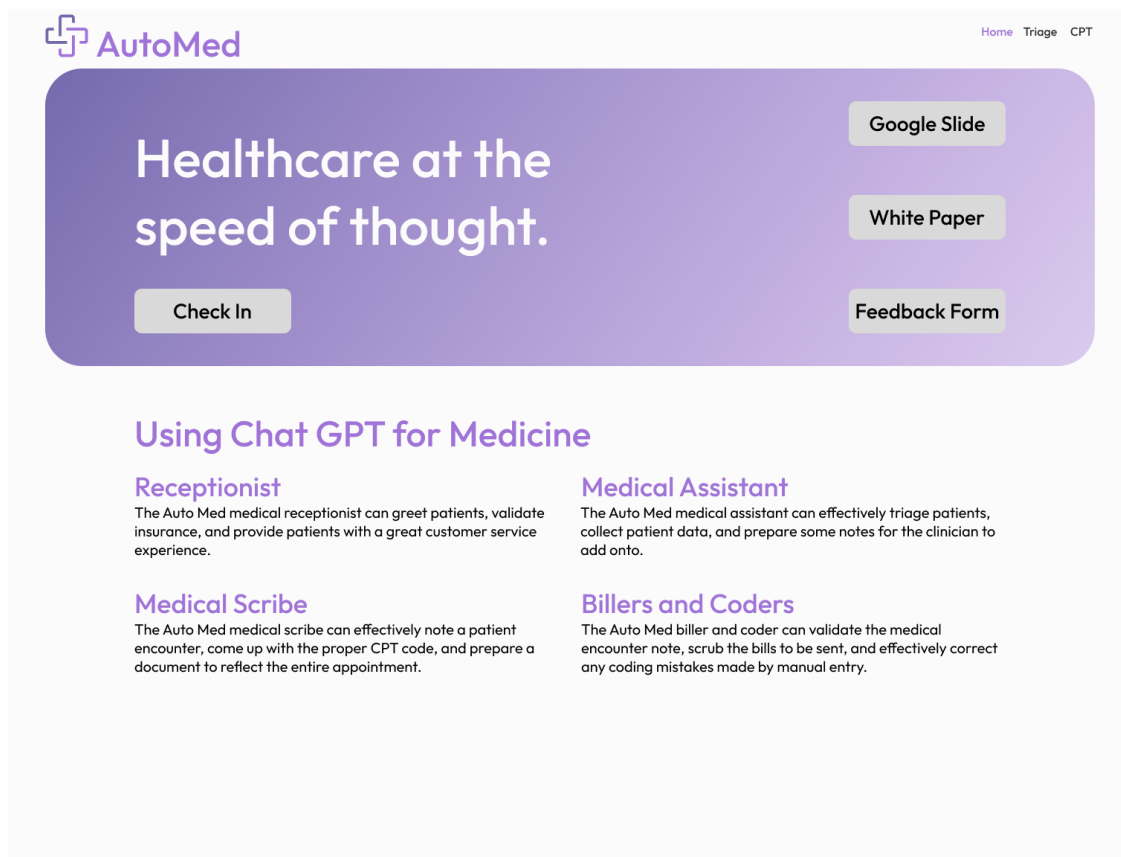 AutoMed
Home Triage CPT
Healthcare at the
speed of thought.
Check In
Google Slide
White Paper
Feedback Form
Using Chat GPT for Medicine
Receptionist
The Auto Med medical receptionist can greet patients, validate
insurance, and provide patients with a great customer service
experience.
Medical Assistant
The Auto Med medical assistant can effectively triage patients,
collect patient data, and prepare some notes for the clinician to
add onto.
Medical Scribe
The Auto Med medical scribe can effectively note a patient
encounter, come up with the proper CPT code, and prepare a
document to reflect the entire appointment.
Billers and Coders
The Auto Med biller and coder can validate the medical
encounter note, scrub the bills to be sent, and effectively correct
any coding mistakes made by manual entry.